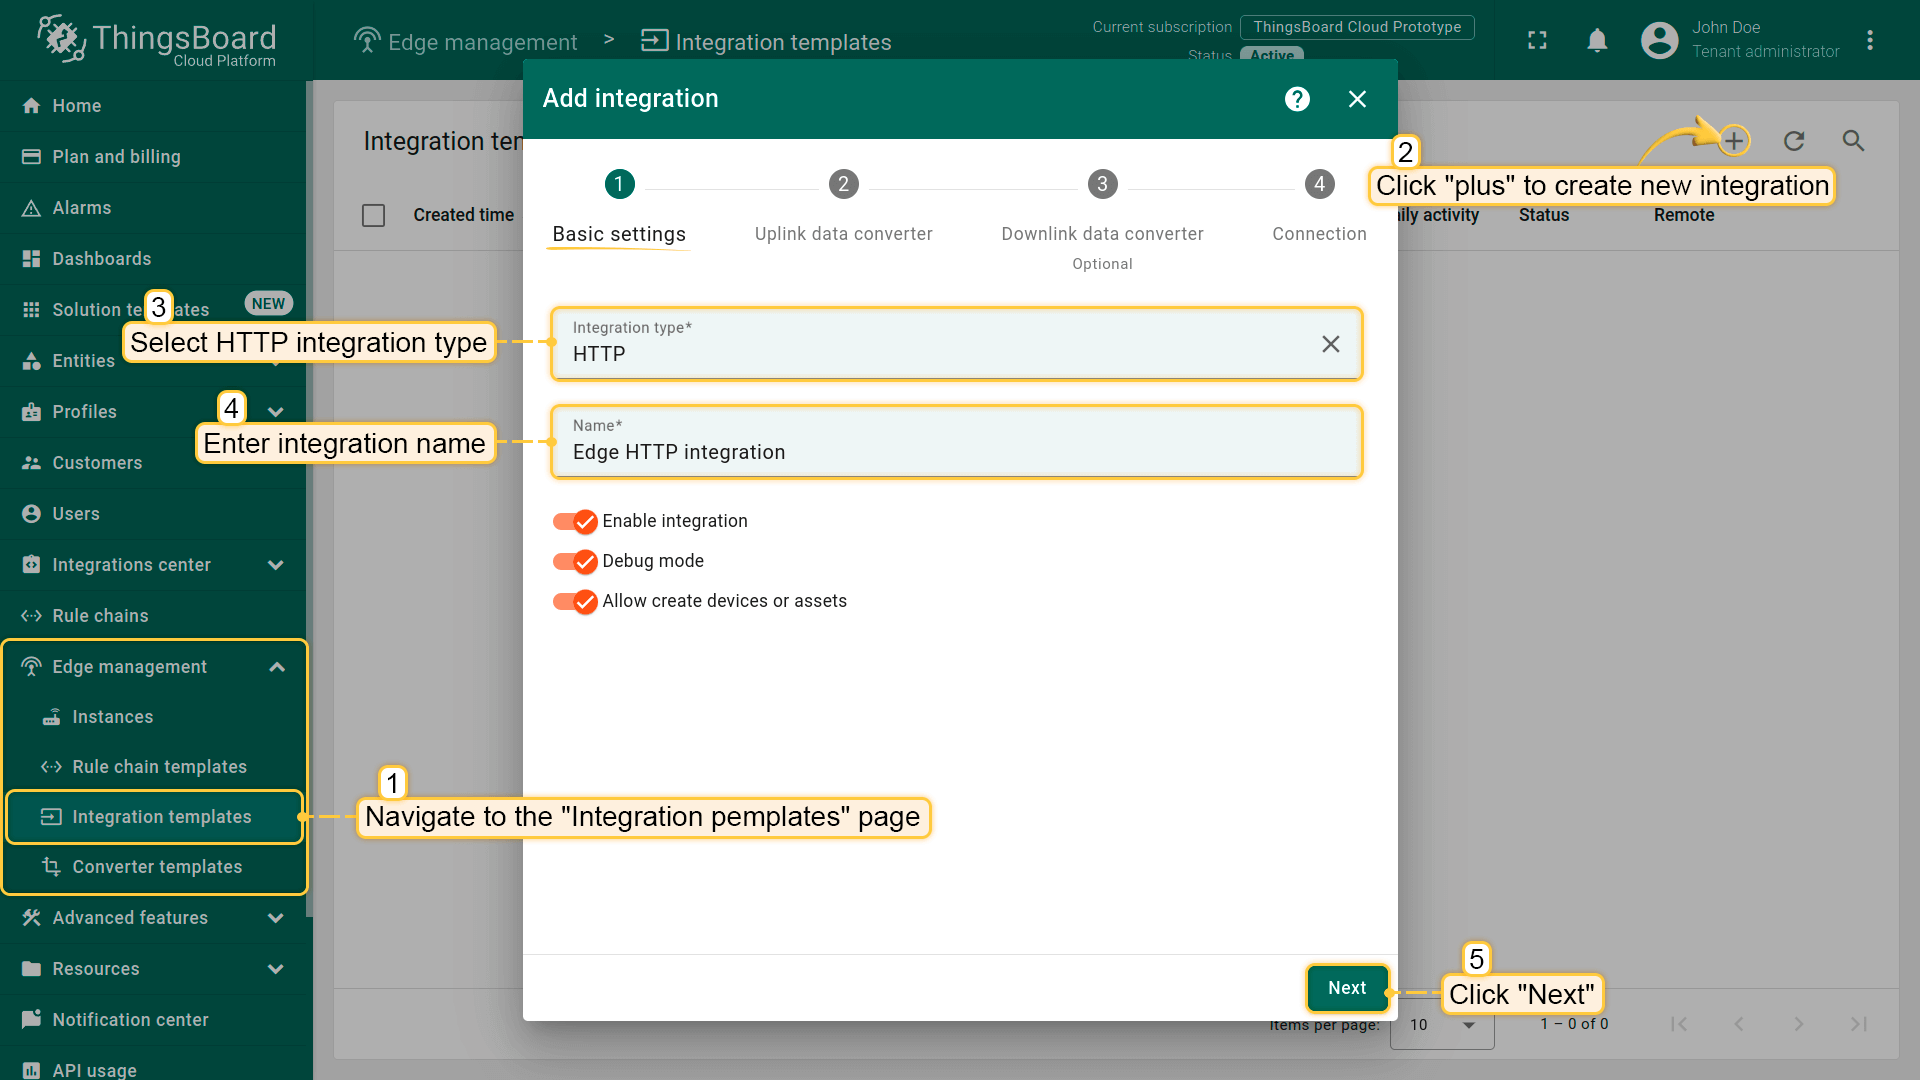 ThingsBoard
Cloud Platform
Edge management > Integration templates
Current subscription ThingsBoard Cloud Prototype
Status Active
John Doe
Tenant administrator
Home
Plan and billing
Alarms
Dashboards
Solution te ates NEW
Entities
Profiles
Customers
Users
Integrations center
Rule chains
Edge management
Instances
Rule chain templates
Integration templates
Converter templates
Advanced features
Resources
Notification center
API usage
Integration ten
Created time
ily activity Status Remote
Items per page: 10 1 – 0 of 0
Add integration
1 2 3 4
Basic settings Uplink data converter Downlink data converter Connection
Optional
Integration type*
HTTP
Name*
Edge HTTP integration
Enable integration
Debug mode
Allow create devices or assets
Next
1
Navigate to the "Integration pemplates" page
2
Click "plus" to create new integration
3
Select HTTP integration type
4
Enter integration name
5
Click "Next"